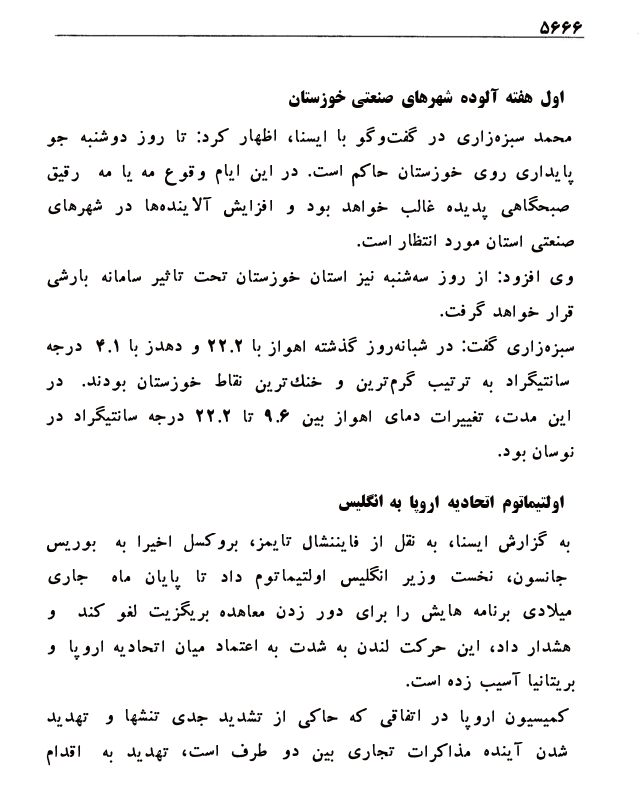 ۵۶۶۶
اول هفته آلوده شهرهای صنعتی خوزستان
محمد سبزه‌زاری در گفت‌وگو با ایسنا، اظهار کرد: تا روز دوشنبه جو
پایداری روی خوزستان حاکم است. در این ایام وقوع مه یا مه رقیق
صبحگاهی پدیده غالب خواهد بود و افزایش آلاینده‌ها در شهرهای
صنعتی استان مورد انتظار است.
وی افزود: از روز سه‌شنبه نیز استان خوزستان تحت تاثیر سامانه بارشی
قرار خواهد گرفت.
سبزه‌زاری گفت: در شبانه‌روز گذشته اهواز با ۲۲.۲ و دهدز با ۴.۱ درجه
سانتیگراد به ترتیب گرم‌ترین و خنك‌ترین نقاط خوزستان بودند. در
این مدت، تغییرات دمای اهواز بین ۹.۶ تا ۲۲.۲ درجه سانتیگراد در
نوسان بود.
اولتیماتوم اتحادیه اروپا به انگلیس
به گزارش ایسنا، به نقل از فایننشال تایمز، بروکسل اخیرا به بوریس
جانسون، نخست وزیر انگلیس اولتیماتوم داد تا پایان ماه جاری
میلادی برنامه هایش را برای دور زدن معاهده بریگزیت لغو کند و
هشدار داد، این حرکت لندن به شدت به اعتماد میان اتحادیه اروپا و
بریتانیا آسیب زده است.
کمیسیون اروپا در اتفاقی که حاکی از تشدید جدی تنشها و تهدید
شدن آینده مذاکرات تجاری بین دو طرف است، تهدید به اقدام